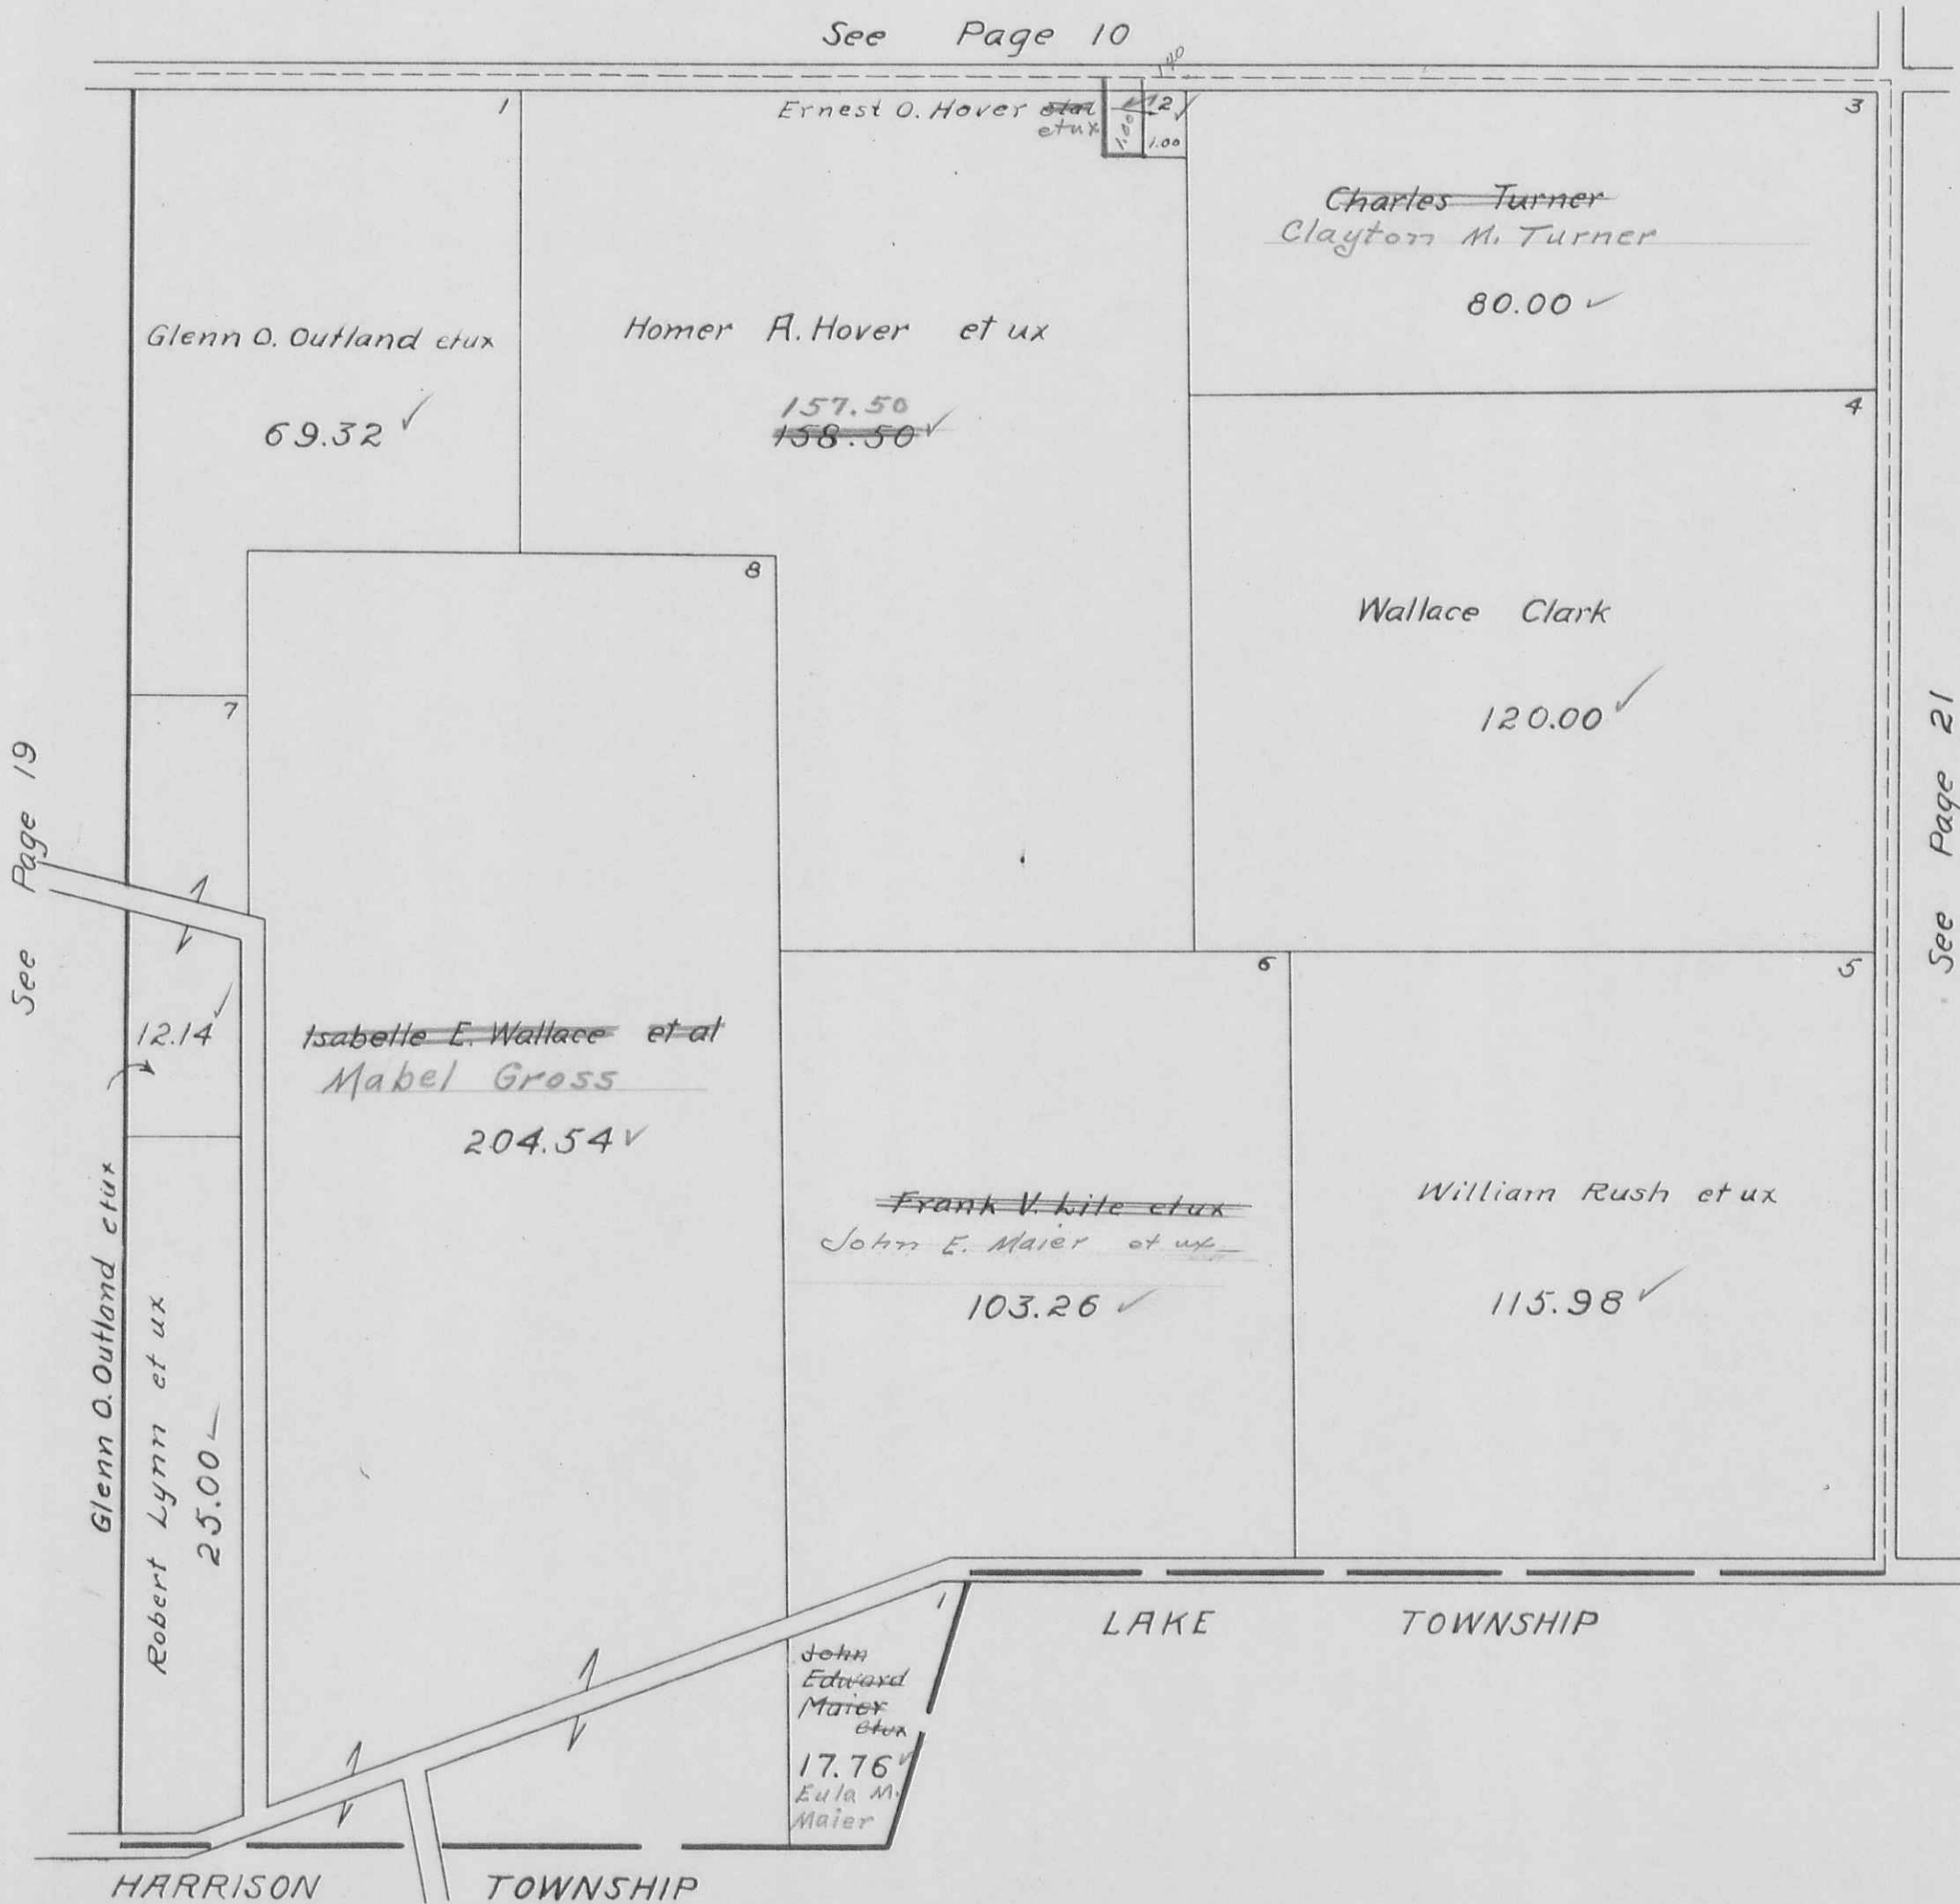 See Page 10
1
Ernest O. Hover etal
etux
1.00
2
1.00
140
3
Charles Turner
Clayton M. Turner
80.00
Glenn O. Outland etux
69.32
Homer A. Hover et ux
157.50
158.50
4
Wallace Clark
120.00
See Page 19
See Page 21
7
8
12.14
Isabelle E. Wallace et al
Mabel Gross
204.54
6
Frank V. Lile etux
John E. Maier et ux
103.26
5
William Rush et ux
115.98
Glenn O. Outland etux
Robert Lynn et ux
25.00
1
John
Edward
Maier
etux
17.76
Eula M.
Maier
LAKE TOWNSHIP
HARRISON TOWNSHIP